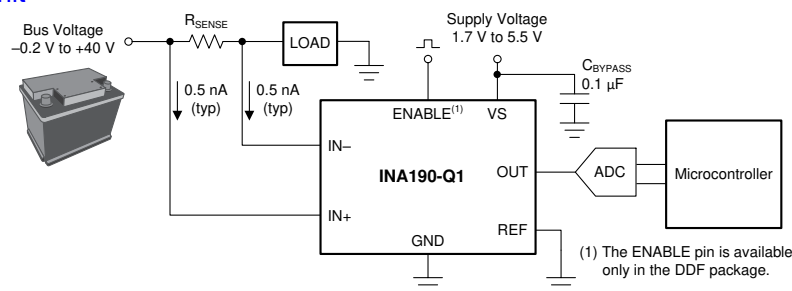 Bus Voltage
–0.2 V to +40 V
RSENSE
LOAD
Supply Voltage
1.7 V to 5.5 V
CBYPASS
0.1 µF
0.5 nA
(typ)
0.5 nA
(typ)
ENABLE(1)
VS
IN–
INA190-Q1
OUT
ADC
Microcontroller
IN+
REF
GND
(1) The ENABLE pin is available
only in the DDF package.